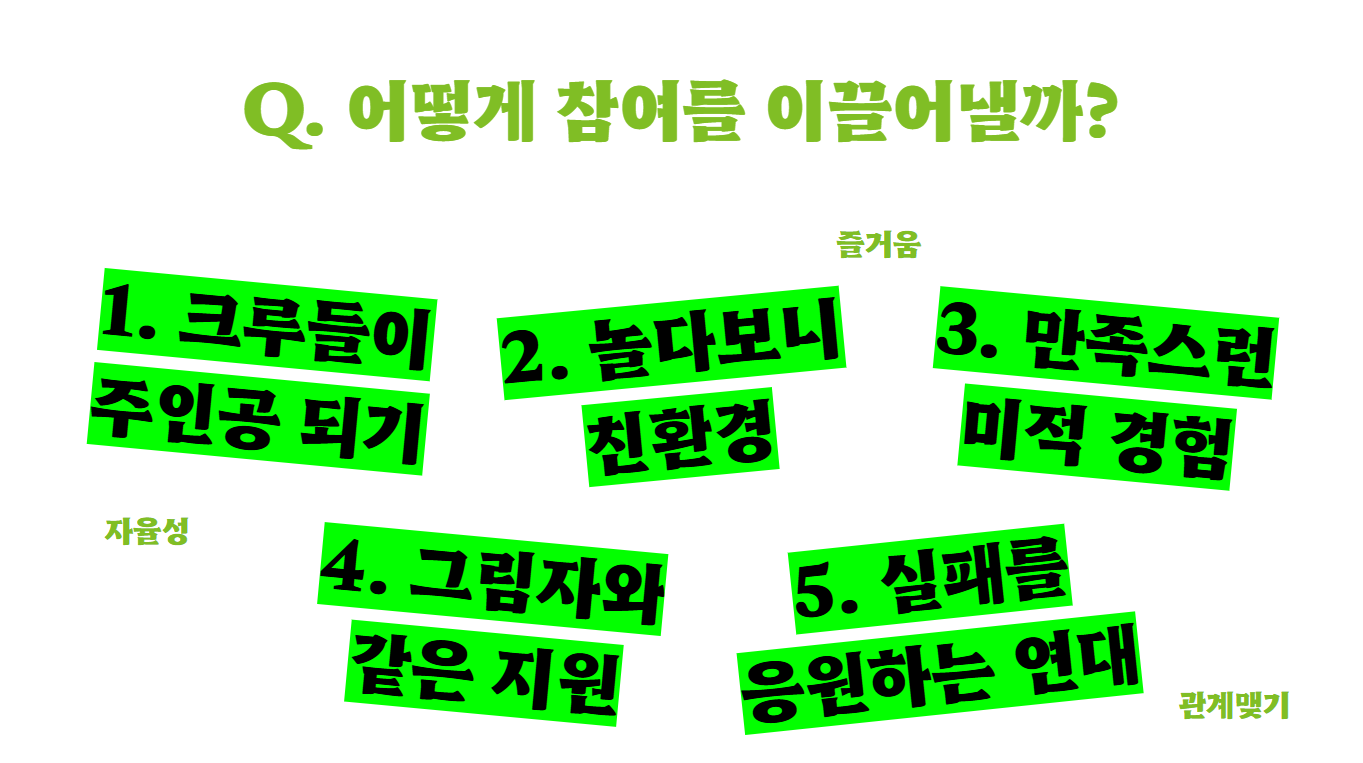 Q. 어떻게 참여를 이끌어낼까?
즐거움
1. 크루들이
주인공 되기
2. 놀다보니
친환경
3. 만족스런
미적 경험
자율성
4. 그림자와
같은 지원
5. 실패를
응원하는 연대
관계맺기